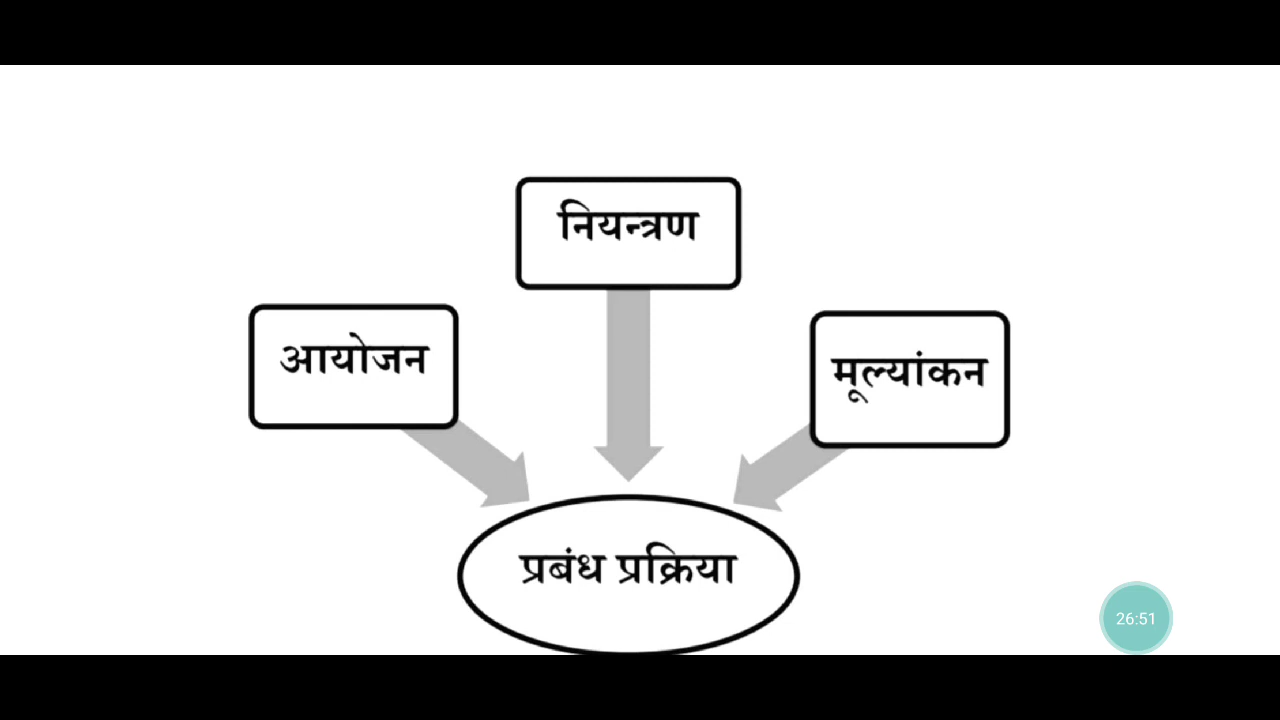 नियन्त्रण
आयोजन
मूल्यांकन
प्रबंध प्रक्रिया
26:51